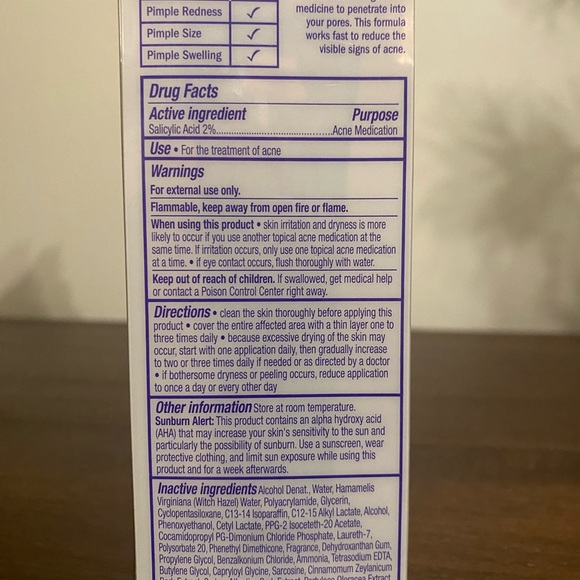 medicine to penetrate into
Pimple Redness ✓
your pores. This formula
Pimple Size ✓
works fast to reduce the
visible signs of acne.
Pimple Swelling ✓
Drug Facts
Active ingredient Purpose
Salicylic Acid 2%..............................Acne Medication
Use • For the treatment of acne
Warnings
For external use only.
Flammable, keep away from open fire or flame.
When using this product • skin irritation and dryness is more
likely to occur if you use another topical acne medication at the
same time. If irritation occurs, only use one topical acne medication
at a time. • if eye contact occurs, flush thoroughly with water.
Keep out of reach of children. If swallowed, get medical help
or contact a Poison Control Center right away.
Directions • clean the skin thoroughly before applying this
product • cover the entire affected area with a thin layer one to
three times daily • because excessive drying of the skin may
occur, start with one application daily, then gradually increase
to two or three times daily if needed or as directed by a doctor
• if bothersome dryness or peeling occurs, reduce application
to once a day or every other day
Other information Store at room temperature.
Sunburn Alert: This product contains an alpha hydroxy acid
(AHA) that may increase your skin's sensitivity to the sun and
particularly the possibility of sunburn. Use a sunscreen, wear
protective clothing, and limit sun exposure while using this
product and for a week afterwards.
Inactive ingredients Alcohol Denat., Water, Hamamelis
Virginiana (Witch Hazel) Water, Polyacrylamide, Glycerin,
Cyclopentasiloxane, C13-14 Isoparaffin, C12-15 Alkyl Lactate, Alcohol,
Phenoxyethanol, Cetyl Lactate, PPG-2 Isoceteth-20 Acetate,
Cocamidopropyl PG-Dimonium Chloride Phosphate, Laureth-7,
Polysorbate 20, Phenethyl Dimethicone, Fragrance, Dehydroxanthan Gum,
Propylene Glycol, Benzalkonium Chloride, Ammonia, Tetrasodium EDTA,
Butylene Glycol, Capryloyl Glycine, Sarcosine, Cinnamomum Zeylanicum